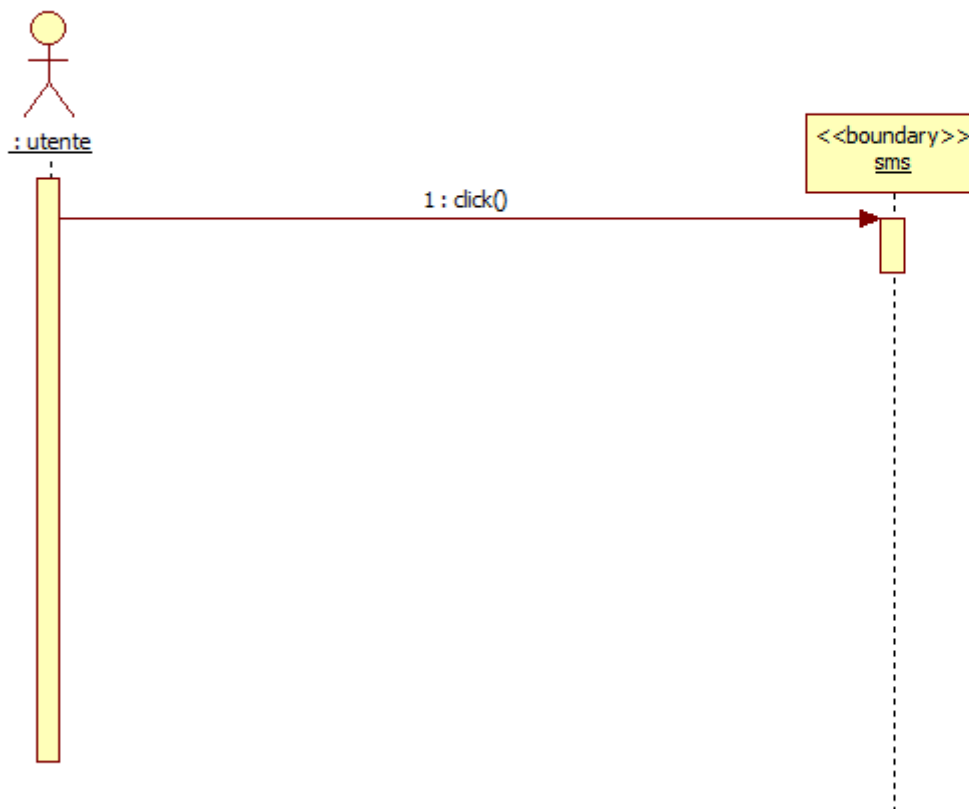 : utente
<<boundary>>
sms
1 : click()